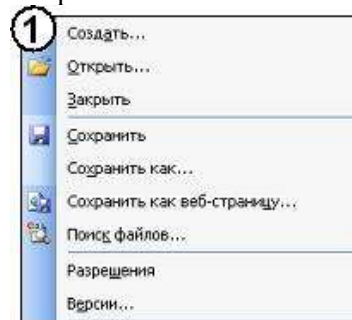 1
Создать...
Открыть...
Закрыть
Сохранить
Сохранить как...
Сохранить как веб-страницу...
Поиск файлов...
Разрешения
Версии...